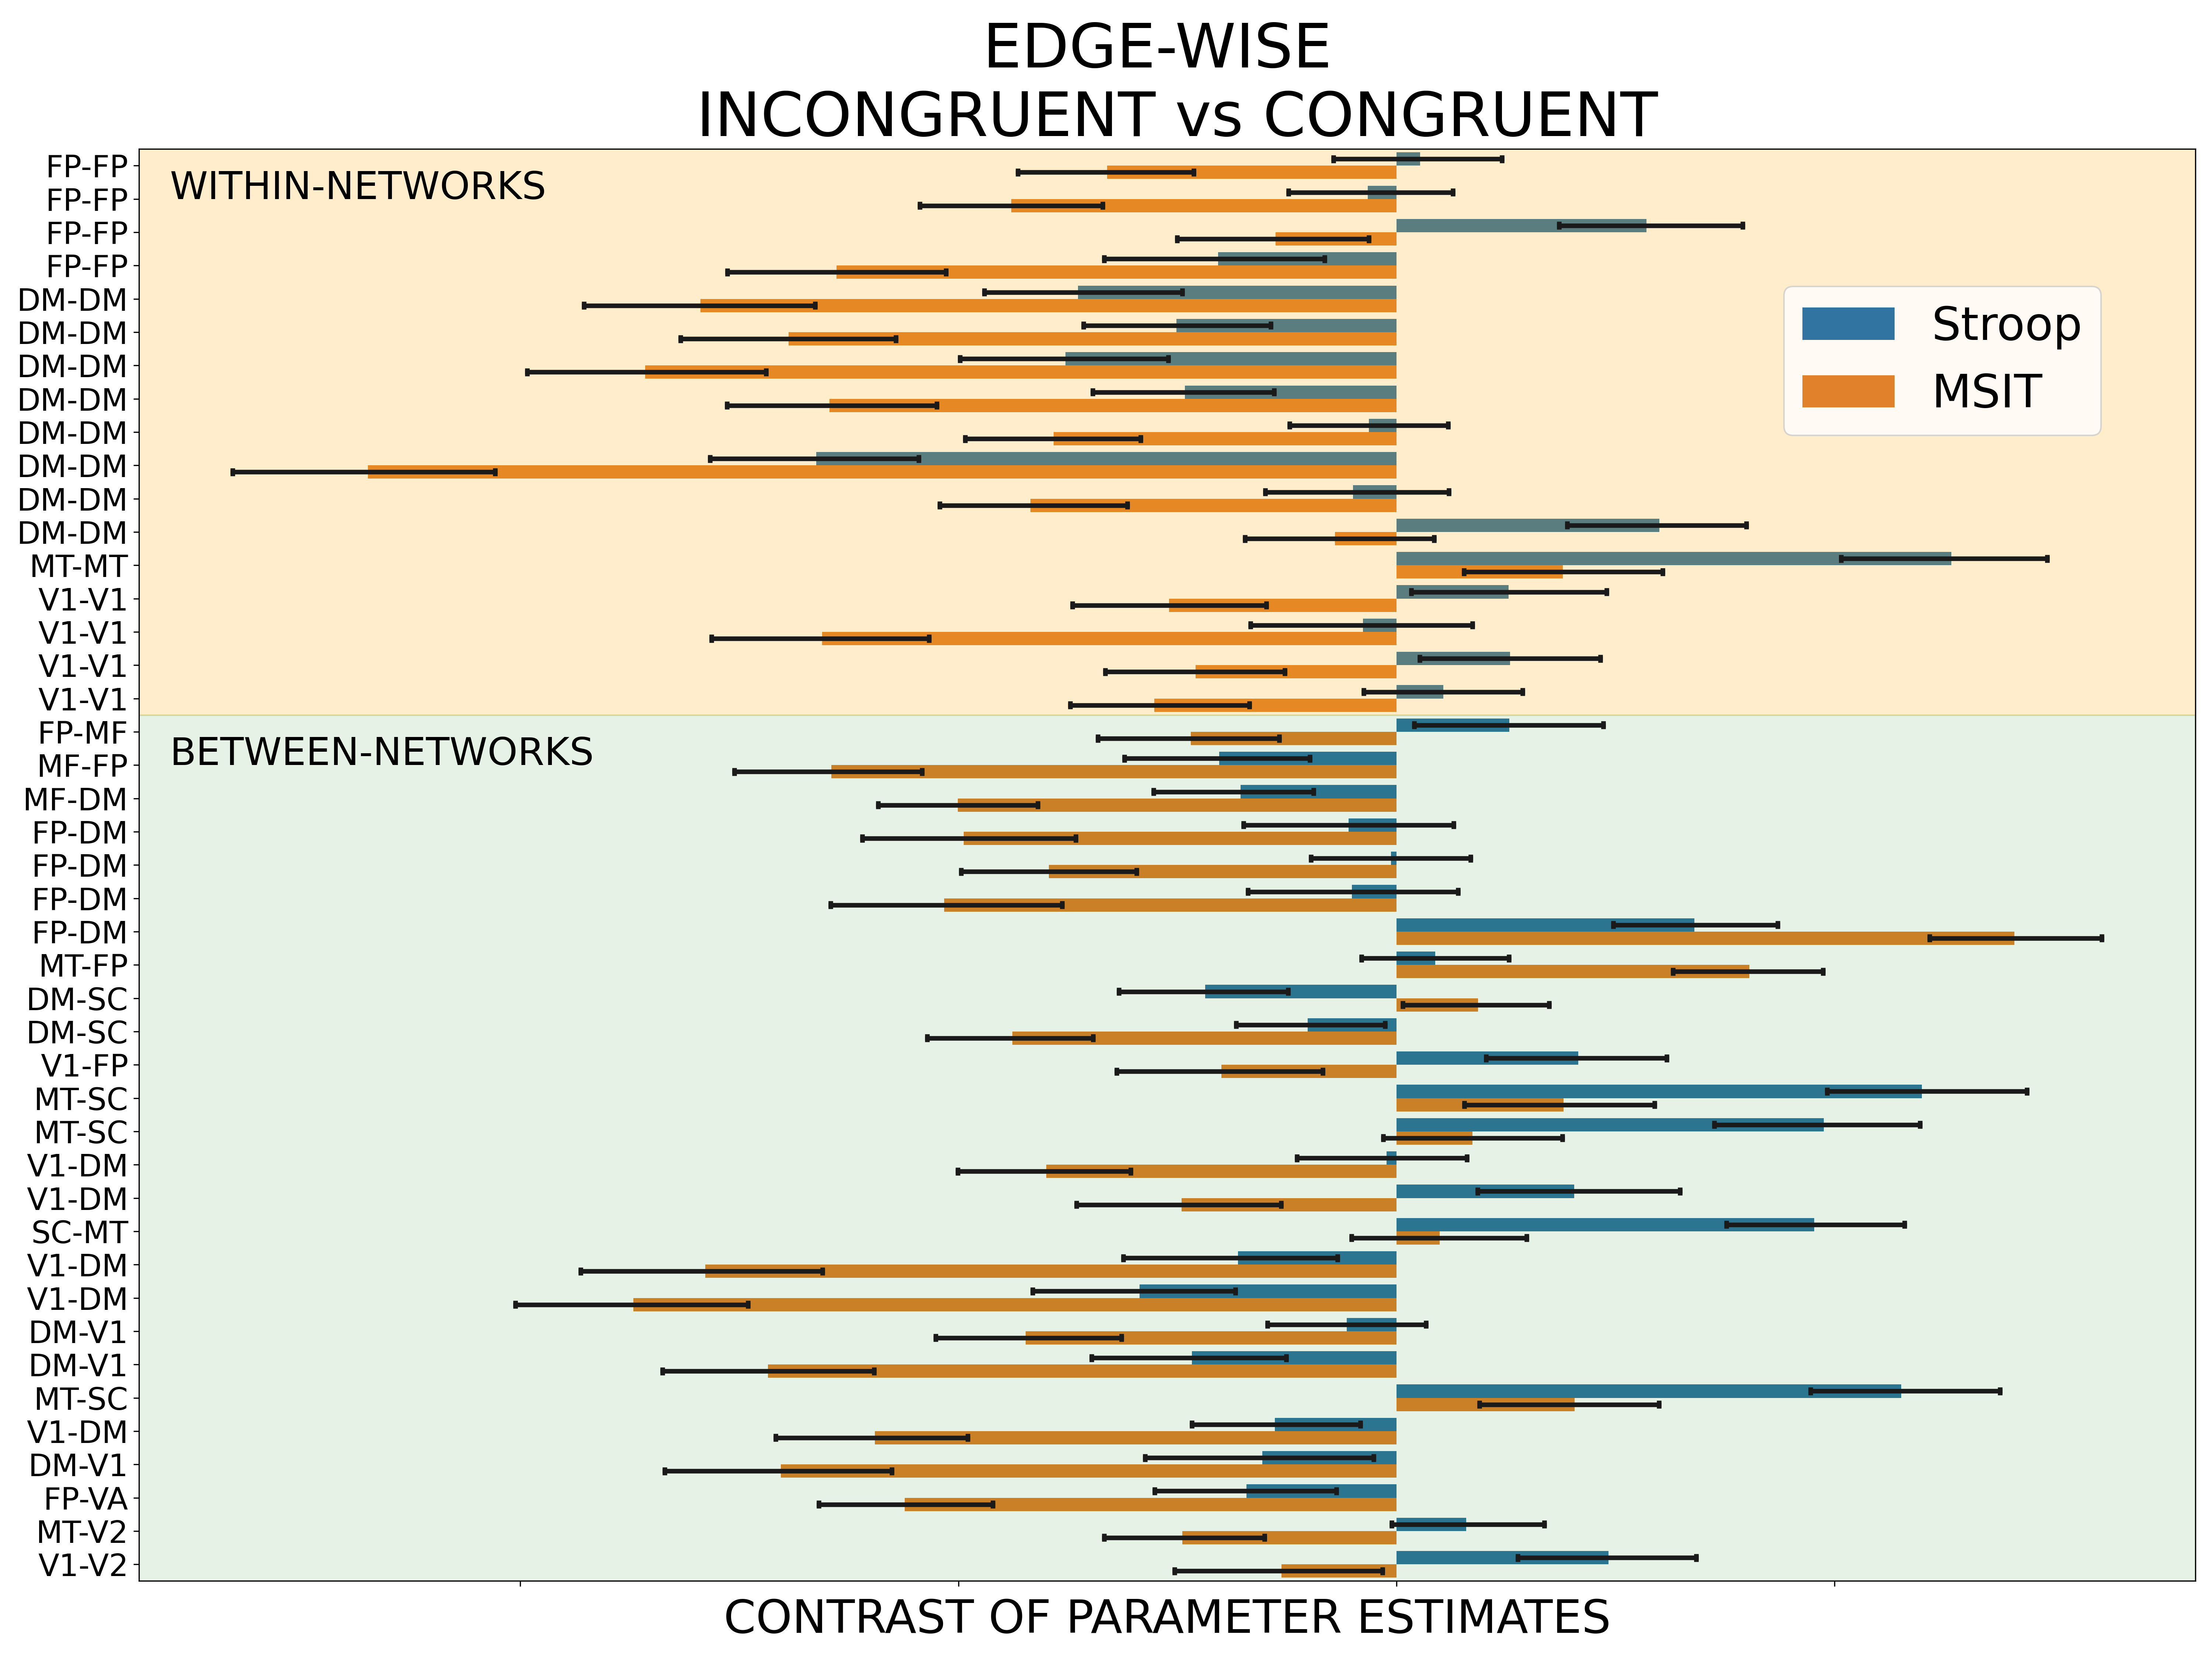 EDGE-WISE
INCONGRUENT vs CONGRUENT
WITHIN-NETWORKS
FP-FP
FP-FP
FP-FP
FP-FP
DM-DM
DM-DM
DM-DM
DM-DM
DM-DM
DM-DM
DM-DM
DM-DM
MT-MT
V1-V1
V1-V1
V1-V1
V1-V1
Stroop
MSIT
BETWEEN-NETWORKS
FP-MF
MF-FP
MF-DM
FP-DM
FP-DM
FP-DM
FP-DM
MT-FP
DM-SC
DM-SC
V1-FP
MT-SC
MT-SC
V1-DM
V1-DM
SC-MT
V1-DM
V1-DM
DM-V1
DM-V1
MT-SC
V1-DM
DM-V1
FP-VA
MT-V2
V1-V2
CONTRAST OF PARAMETER ESTIMATES